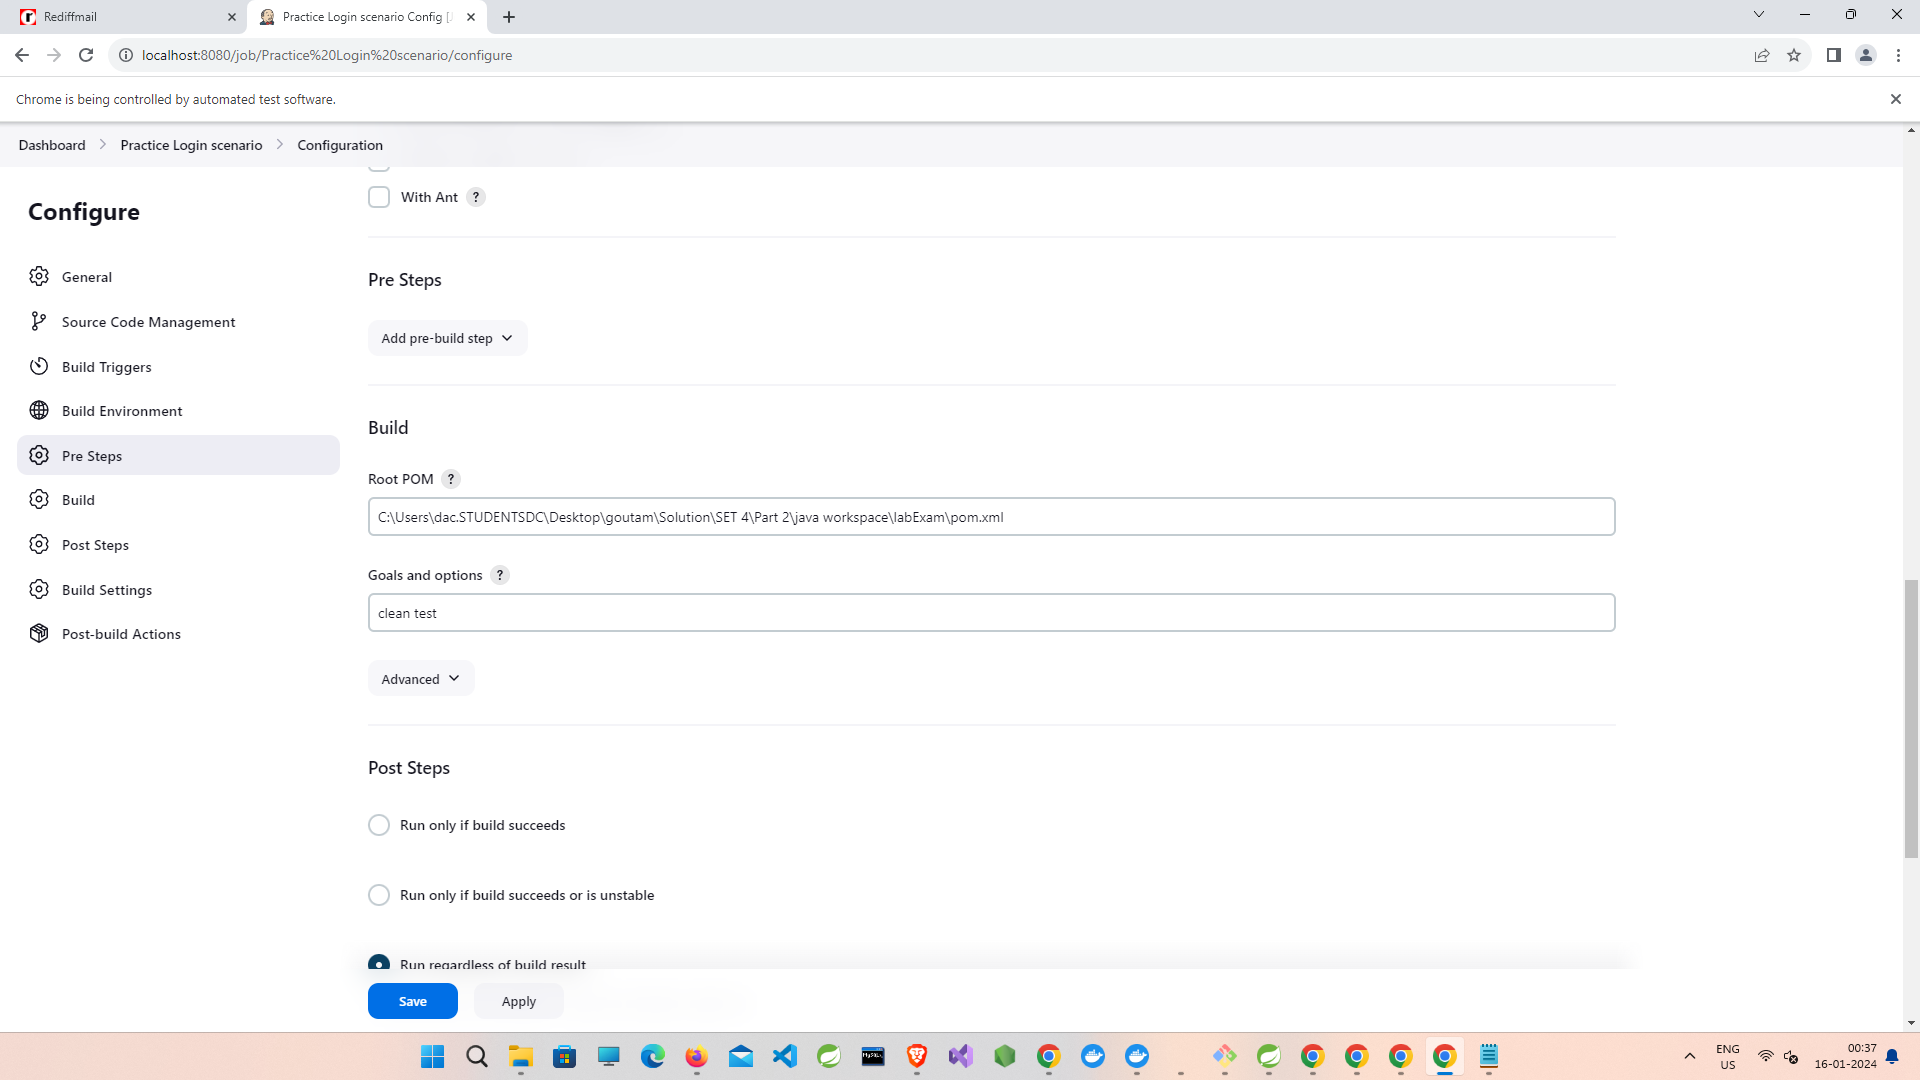 Rediffmail
Practice Login scenario Config [
localhost:8080/job/Practice%20Login%20scenario/configure
Chrome is being controlled by automated test software.
Dashboard
Practice Login scenario
Configuration
Configure
General
Source Code Management
Build Triggers
Build Environment
Pre Steps
Build
Post Steps
Build Settings
Post-build Actions
With Ant ?
Pre Steps
Add pre-build step
Build
Root POM ?
C:\Users\dac.STUDENTSDC\Desktop\goutam\Solution\SET 4\Part 2\java workspace\labExam\pom.xml
Goals and options ?
clean test
Advanced
Post Steps
Run only if build succeeds
Run only if build succeeds or is unstable
Run regardless of build result
Save
Apply
ENG
US
00:37
16-01-2024